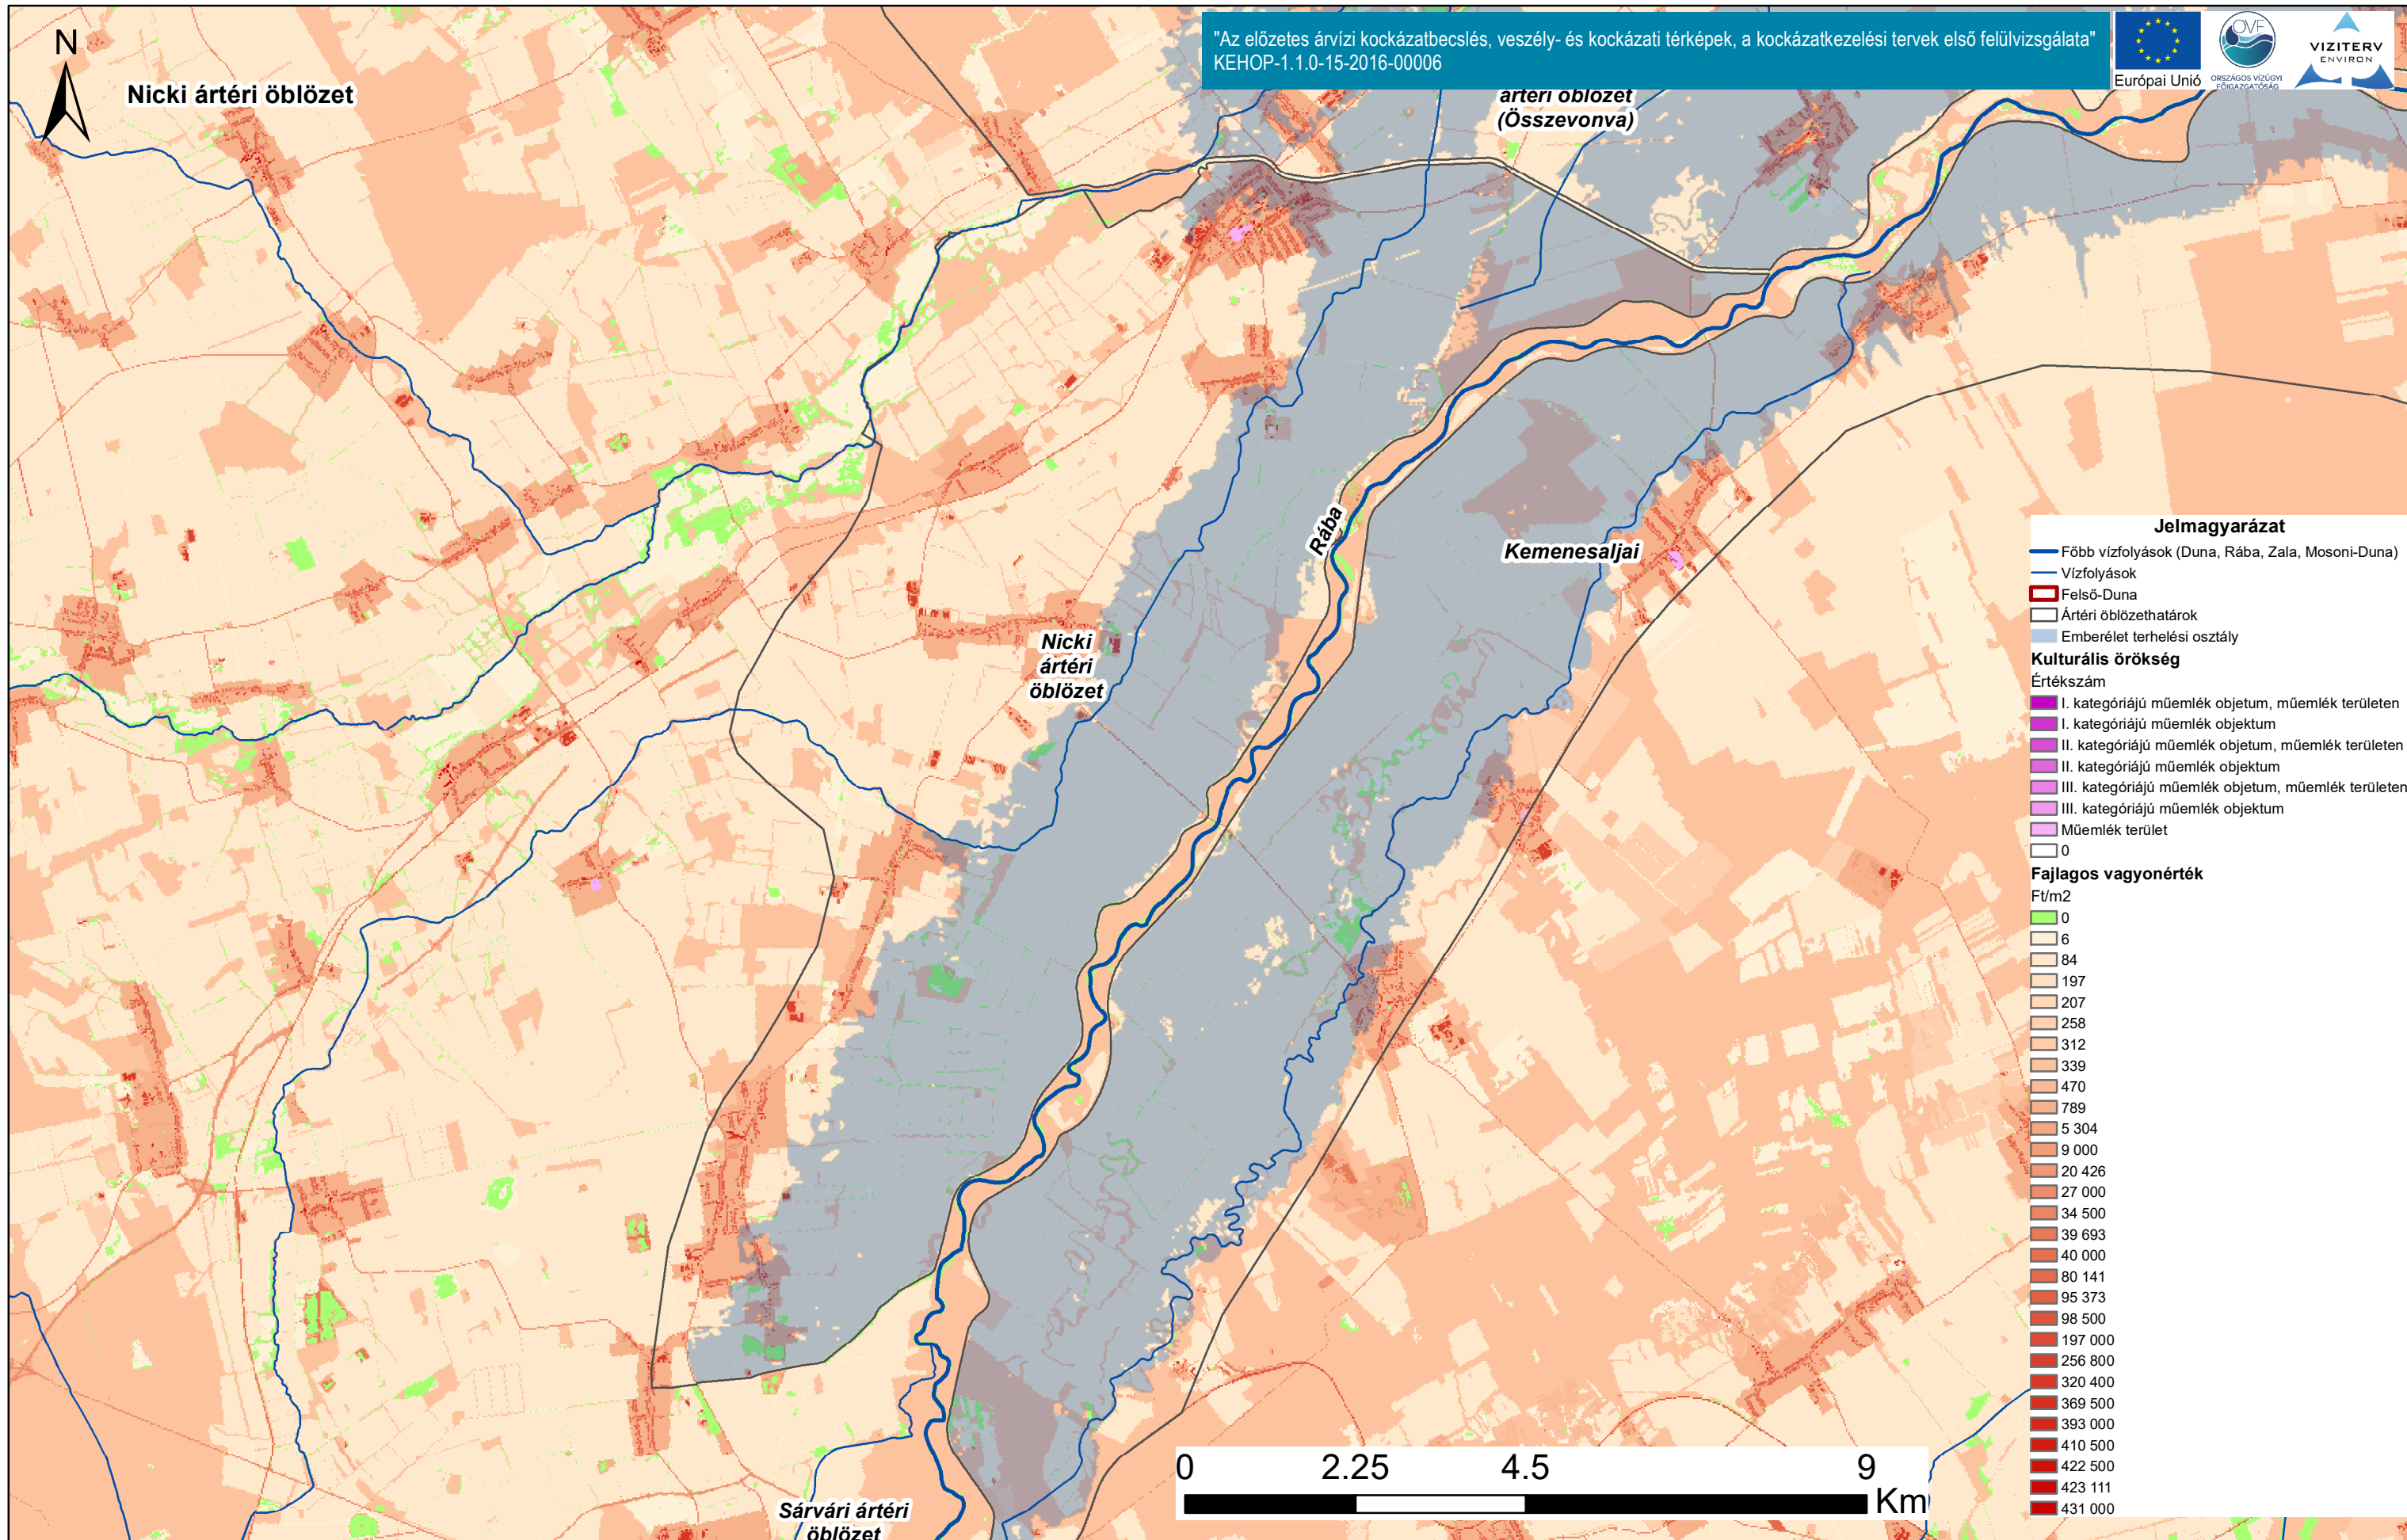 "Az előzetes árvízi kockázatbecslés, veszély- és kockázati térképek, a kockázatkezelési tervek első felülvizsgálata"
KEHOP-1.1.0-15-2016-00006
Európai Unió
OVF
ORSZÁGOS VÍZÜGYI
FŐIGAZGATÓSÁG
VIZITERV
ENVIRON
N
Nicki ártéri öblözet
ártéri öblözet
(Összevonva)
Rába
Kemenesaljai
Nicki
ártéri
öblözet
Sárvári ártéri
öblözet
Jelmagyarázat
Főbb vízfolyások (Duna, Rába, Zala, Mosoni-Duna)
Vízfolyások
Felső-Duna
Ártéri öblözethatárok
Emberélet terhelési osztály
Kulturális örökség
Értékszám
I. kategóriájú műemlék objetum, műemlék területen
I. kategóriájú műemlék objektum
II. kategóriájú műemlék objetum, műemlék területen
II. kategóriájú műemlék objektum
III. kategóriájú műemlék objetum, műemlék területen
III. kategóriájú műemlék objektum
Műemlék terület
0
Fajlagos vagyonérték
Ft/m2
0
6
84
197
207
258
312
339
470
789
5 304
9 000
20 426
27 000
34 500
39 693
40 000
80 141
95 373
98 500
197 000
256 800
320 400
369 500
393 000
410 500
422 500
423 111
431 000
0 2.25 4.5 9
Km